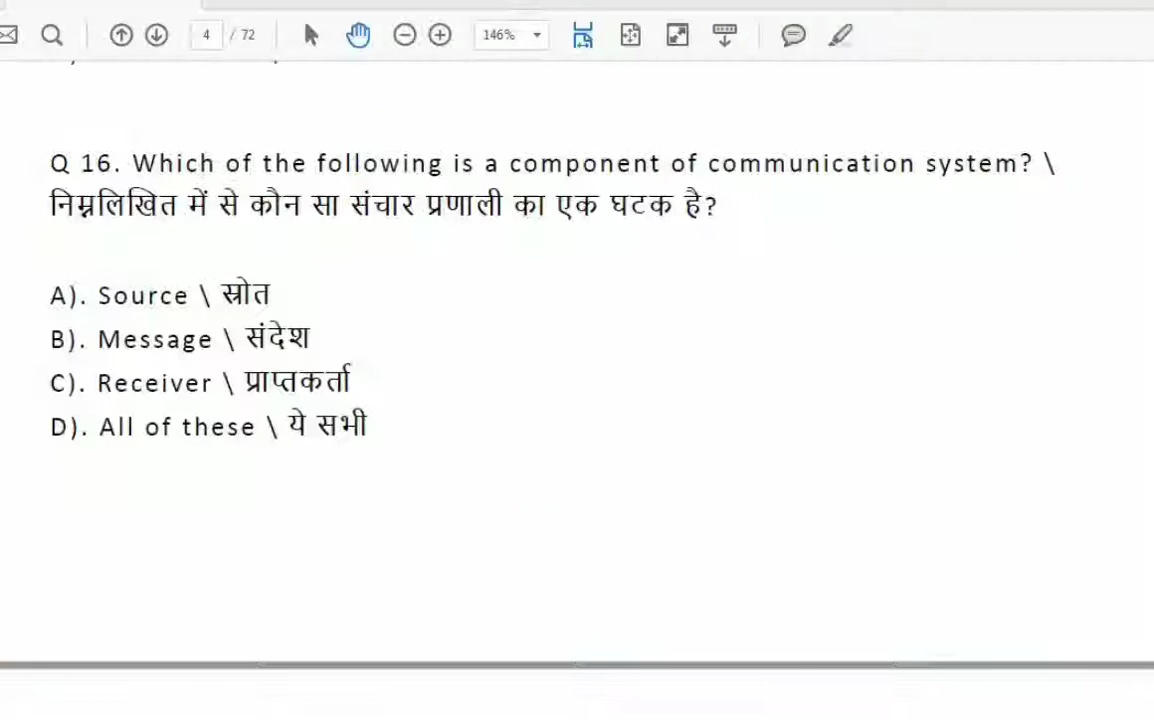 4 / 72 146%
Q 16. Which of the following is a component of communication system? \
निम्नलिखित में से कौन सा संचार प्रणाली का एक घटक है?
A). Source \ स्रोत
B). Message \ संदेश
C). Receiver \ प्राप्तकर्ता
D). All of these \ ये सभी